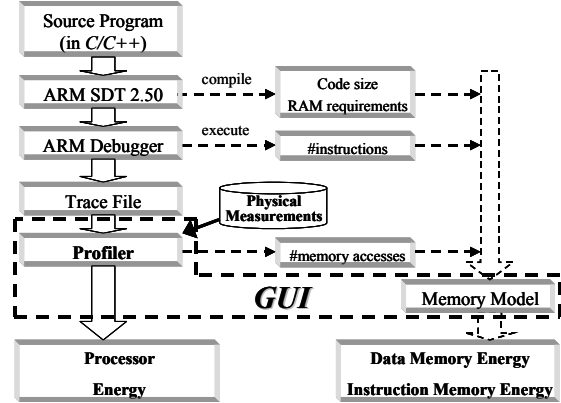 Source Program
(in C/C++)
ARM SDT 2.50
compile
Code size
RAM requirements
ARM Debugger
execute
#instructions
Trace File
Physical
Measurements
Profiler
#memory accesses
GUI
Memory Model
Processor
Energy
Data Memory Energy
Instruction Memory Energy